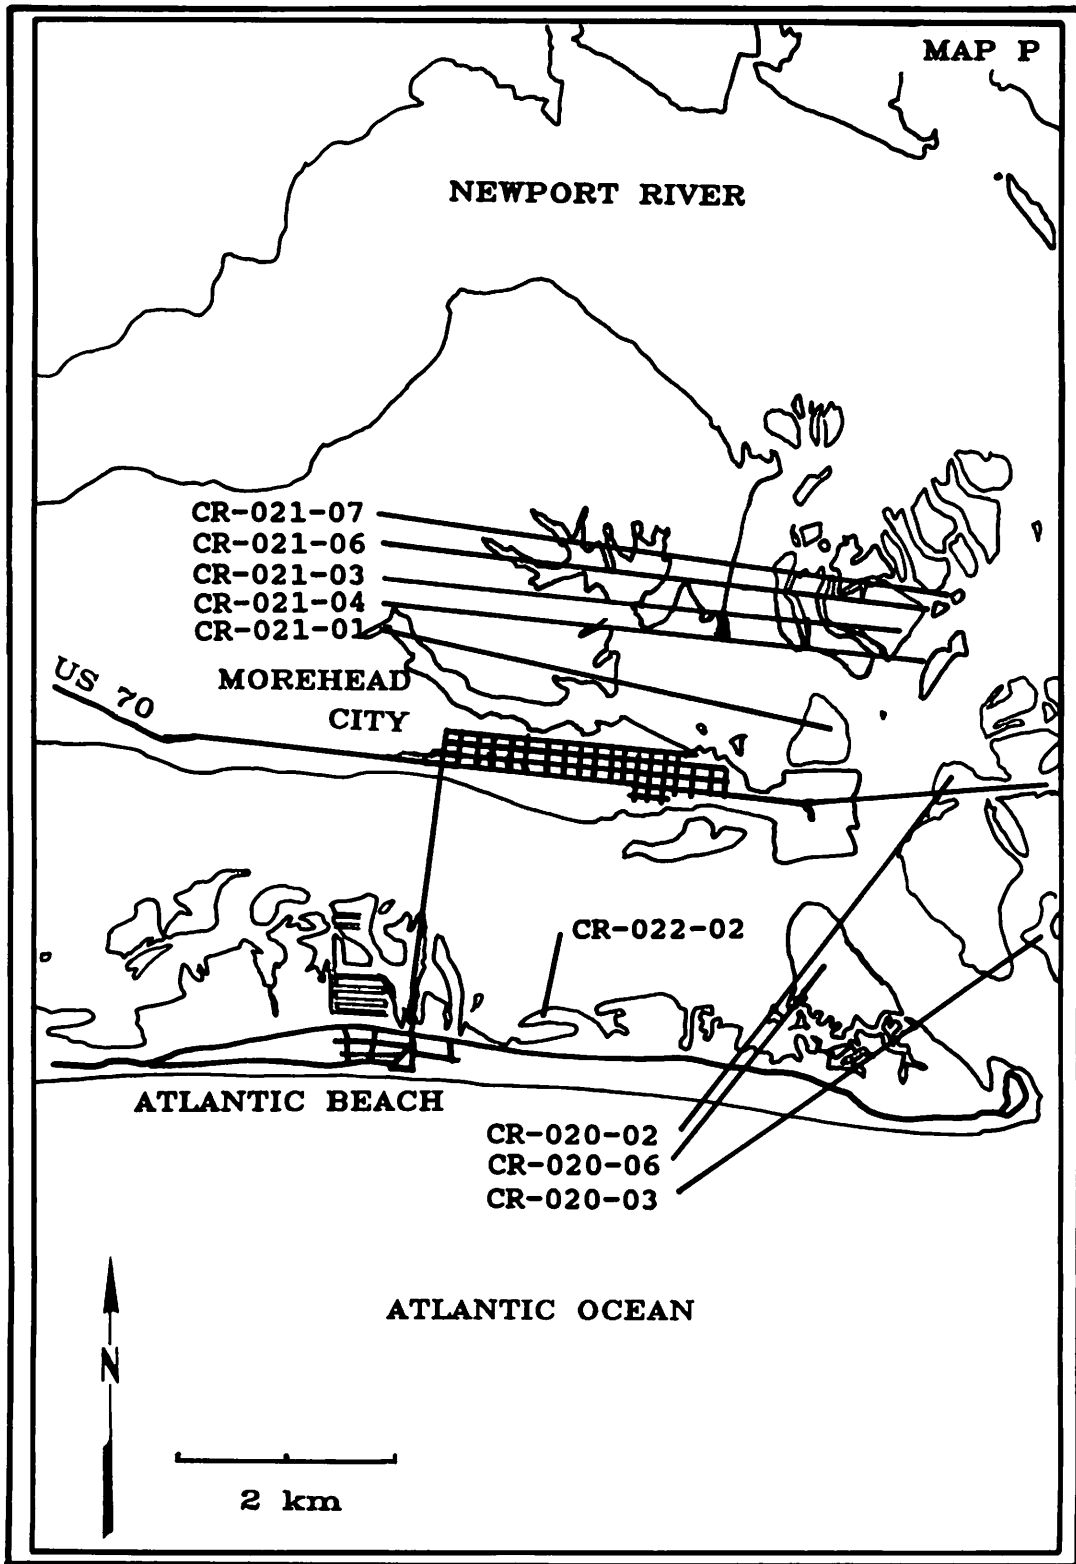 MAP P
NEWPORT RIVER
CR-021-07
CR-021-06
CR-021-03
CR-021-04
CR-021-01
MOREHEAD
CITY
US 70
CR-022-02
ATLANTIC BEACH
CR-020-02
CR-020-06
CR-020-03
ATLANTIC OCEAN
N
2 km